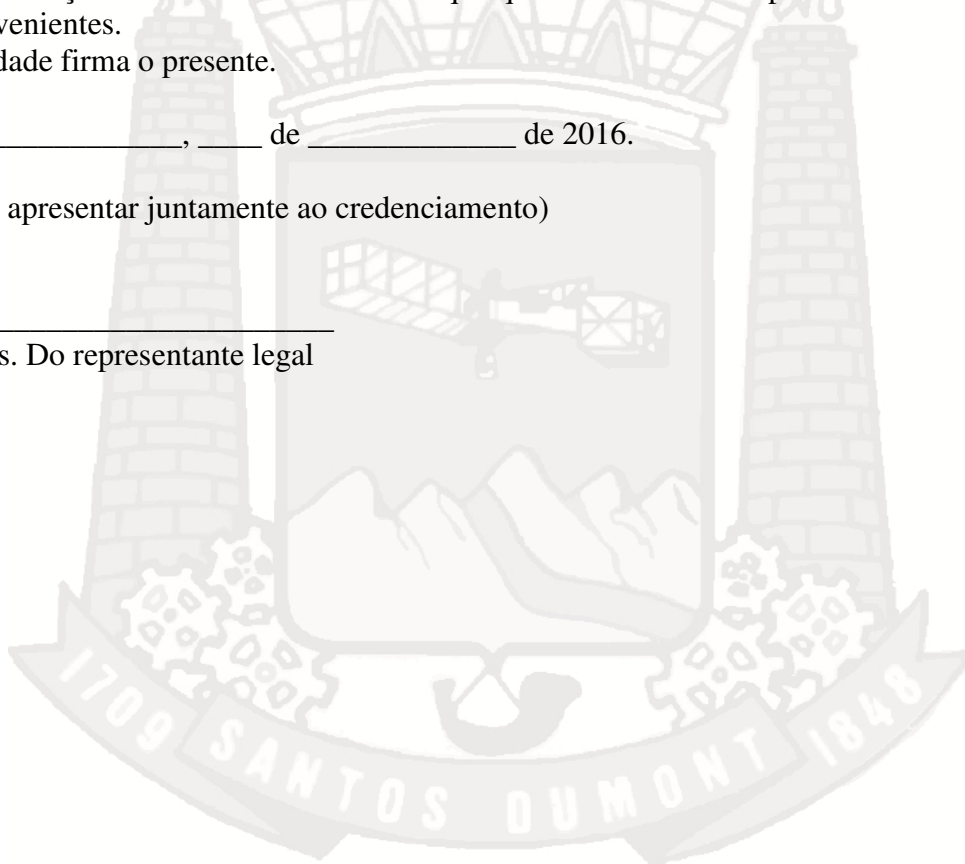 venientes.
dade firma o presente.
____________, ____ de _____________ de 2016.
apresentar juntamente ao credenciamento)
_____________________
s. Do representante legal
1709 SANTOS DUMONT 1848